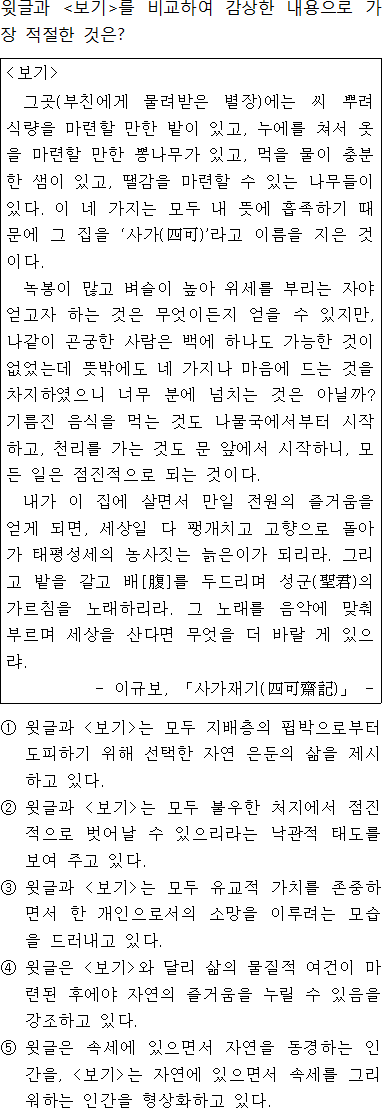 윗글과 <보기>를 비교하여 감상한 내용으로 가
장 적절한 것은?
<보기>
그곳(부친에게 물려받은 별장)에는 씨 뿌려
식량을 마련할 만한 밭이 있고, 누에를 쳐서 옷
을 마련할 만한 뽕나무가 있고, 먹을 물이 충분
한 샘이 있고, 땔감을 마련할 수 있는 나무들이
있다. 이 네 가지는 모두 내 뜻에 흡족하기 때
문에 그 집을 ‘사가(四可)’라고 이름을 지은 것
이다.
녹봉이 많고 벼슬이 높아 위세를 부리는 자야
얻고자 하는 것은 무엇이든지 얻을 수 있지만,
나같이 곤궁한 사람은 백에 하나도 가능한 것이
없었는데 뜻밖에도 네 가지나 마음에 드는 것을
차지하였으니 너무 분에 넘치는 것은 아닐까?
기름진 음식을 먹는 것도 나물국에서부터 시작
하고, 천리를 가는 것도 문 앞에서 시작하니, 모
든 일은 점진적으로 되는 것이다.
내가 이 집에 살면서 만일 전원의 즐거움을
얻게 되면, 세상일 다 팽개치고 고향으로 돌아
가 태평성세의 농사짓는 늙은이가 되리라. 그리
고 밭을 갈고 배[腹]를 두드리며 성군(聖君)의
가르침을 노래하리라. 그 노래를 음악에 맞춰
부르며 세상을 산다면 무엇을 더 바랄 게 있으
랴.
- 이규보, 「사가재기(四可齋記)」 -
① 윗글과 <보기>는 모두 지배층의 핍박으로부터
도피하기 위해 선택한 자연 은둔의 삶을 제시
하고 있다.
② 윗글과 <보기>는 모두 불우한 처지에서 점진
적으로 벗어날 수 있으리라는 낙관적 태도를
보여 주고 있다.
③ 윗글과 <보기>는 모두 유교적 가치를 존중하
면서 한 개인으로서의 소망을 이루려는 모습
을 드러내고 있다.
④ 윗글은 <보기>와 달리 삶의 물질적 여건이 마
련된 후에야 자연의 즐거움을 누릴 수 있음을
강조하고 있다.
⑤ 윗글은 속세에 있으면서 자연을 동경하는 인
간을, <보기>는 자연에 있으면서 속세를 그리
워하는 인간을 형상화하고 있다.